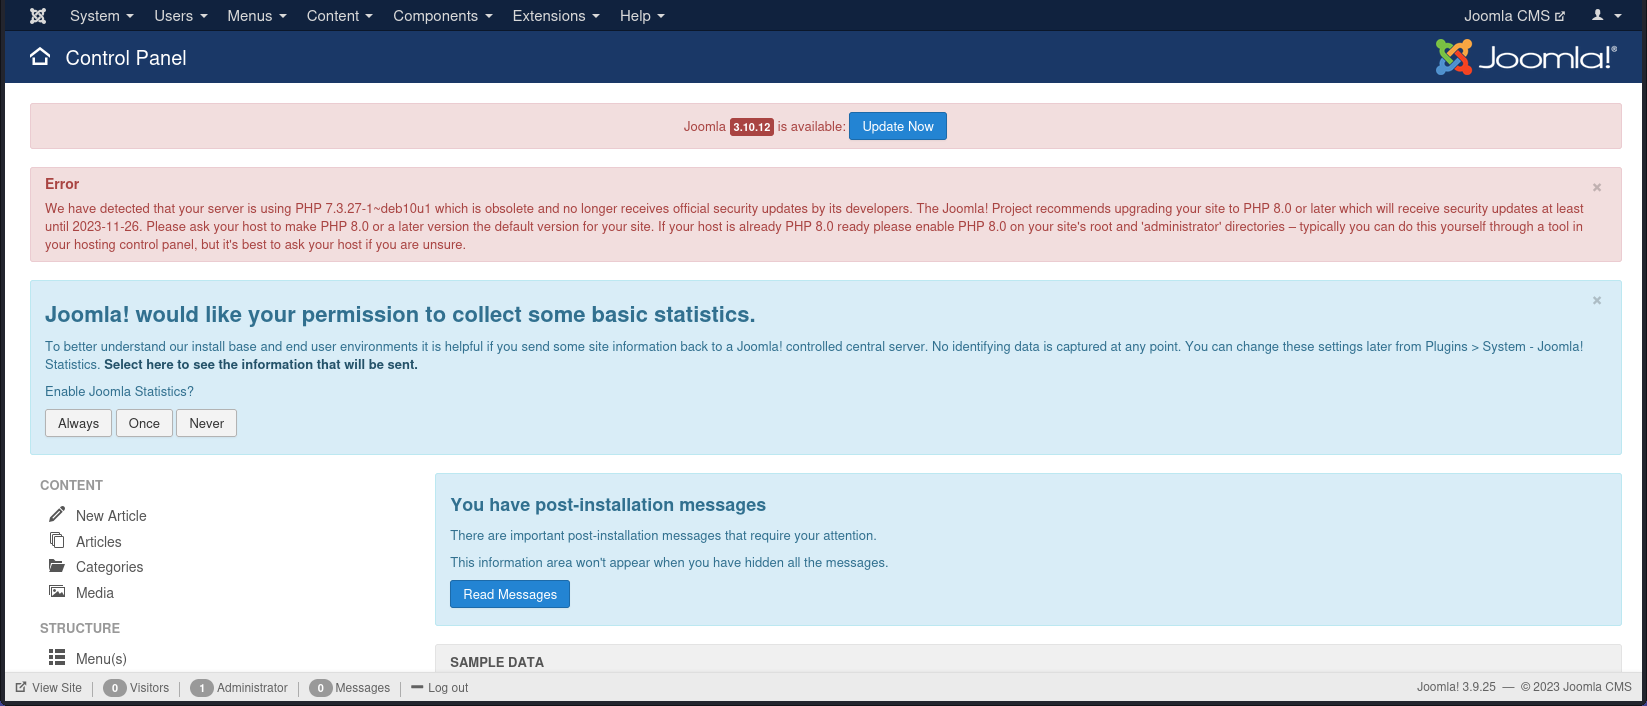 System Users Menus Content Components Extensions Help Joomla CMS
Control Panel Joomla!®
Joomla 3.10.12 is available: Update Now
Error
We have detected that your server is using PHP 7.3.27-1~deb10u1 which is obsolete and no longer receives official security updates by its developers. The Joomla! Project recommends upgrading your site to PHP 8.0 or later which will receive security updates at least
until 2023-11-26. Please ask your host to make PHP 8.0 or a later version the default version for your site. If your host is already PHP 8.0 ready please enable PHP 8.0 on your site's root and 'administrator' directories – typically you can do this yourself through a tool in
your hosting control panel, but it's best to ask your host if you are unsure.
Joomla! would like your permission to collect some basic statistics.
To better understand our install base and end user environments it is helpful if you send some site information back to a Joomla! controlled central server. No identifying data is captured at any point. You can change these settings later from Plugins > System - Joomla!
Statistics. Select here to see the information that will be sent.
Enable Joomla Statistics?
Always Once Never
CONTENT
New Article
Articles
Categories
Media
STRUCTURE
Menu(s)
You have post-installation messages
There are important post-installation messages that require your attention.
This information area won't appear when you have hidden all the messages.
Read Messages
SAMPLE DATA
View Site 0 Visitors 1 Administrator 0 Messages Log out Joomla! 3.9.25 — © 2023 Joomla CMS